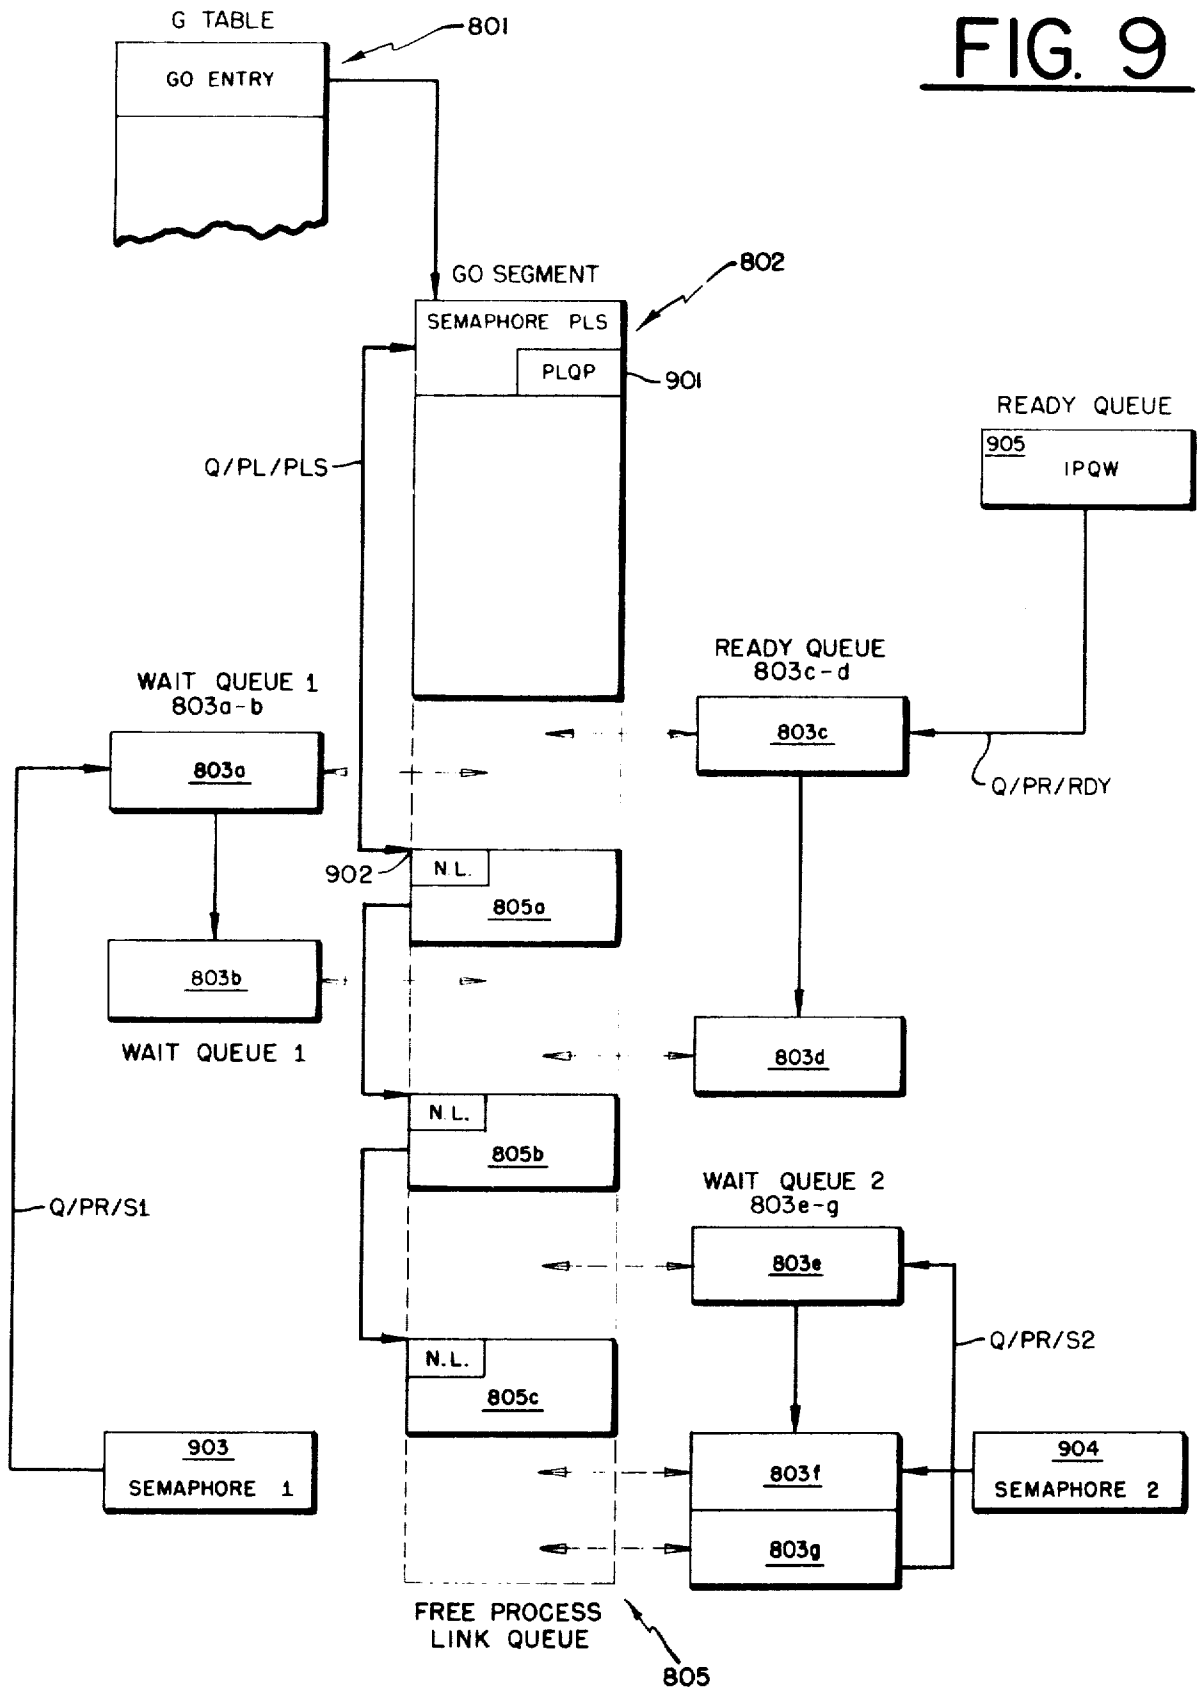 G TABLE
801
FIG. 9
GO ENTRY
GO SEGMENT
802
SEMAPHORE PLS
PLQP
901
READY QUEUE
905
IPQW
Q/PL/PLS
READY QUEUE
803c-d
WAIT QUEUE 1
803a-b
803c
803a
Q/PR/RDY
902
N.L.
805a
803b
WAIT QUEUE 1
803d
N.L.
805b
WAIT QUEUE 2
803e-g
Q/PR/S1
803e
Q/PR/S2
N.L.
805c
903
SEMAPHORE 1
803f
904
SEMAPHORE 2
803g
FREE PROCESS
LINK QUEUE
805